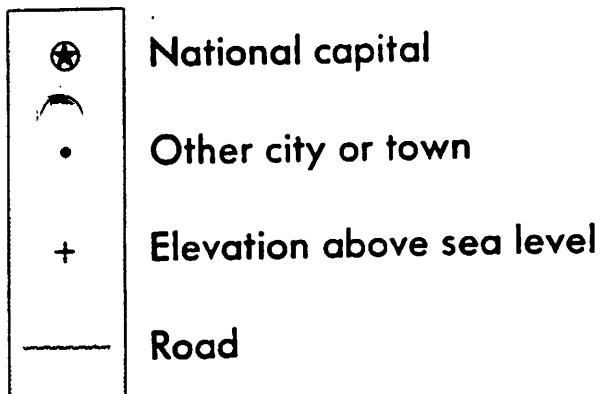 National capital
Other city or town
Elevation above sea level
Road